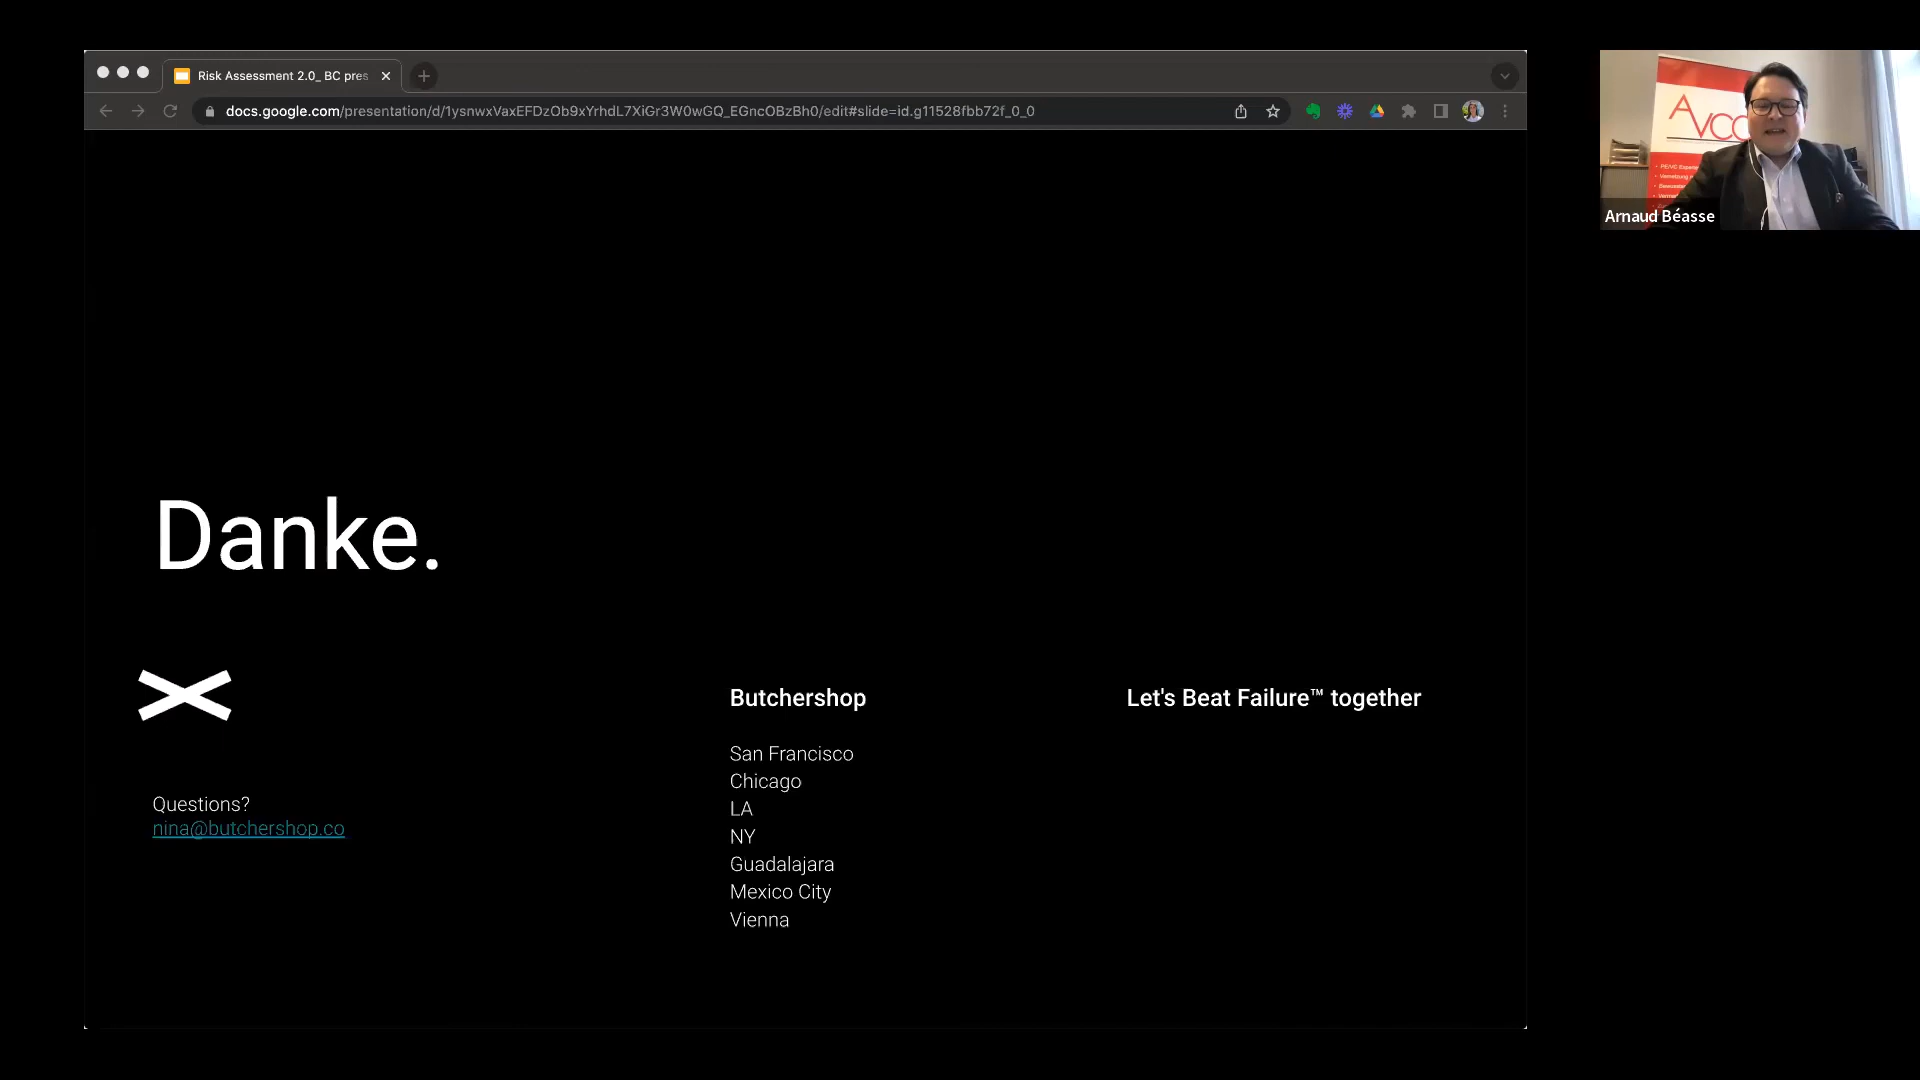 Risk Assessment 2.0_ BC pres
docs.google.com/presentation/d/1ysnwxVaxEFDzOb9xYrhdL7XiGr3W0wGQ_EGncOBzBh0/edit#slide=id.g11528fbb72f_0_0
AVCO
Arnaud Béasse
Danke.
Butchershop
Let's Beat Failure™ together
San Francisco
Chicago
LA
NY
Guadalajara
Mexico City
Vienna
Questions?
nina@butchershop.co